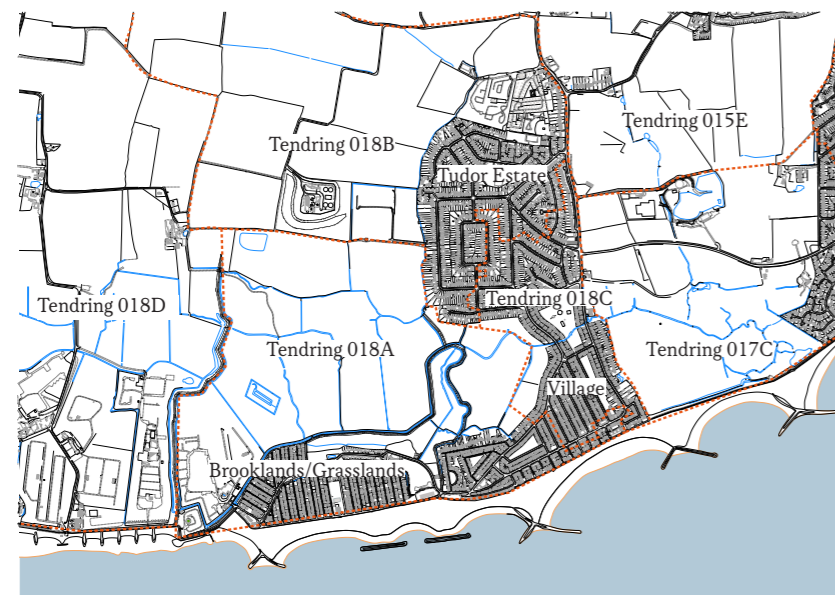 Tendring 015E
Tendring 018B
Tudor Estate
Tendring 018C
Tendring 018D
Tendring 018A
Tendring 017C
Village
Brooklands/Grasslands